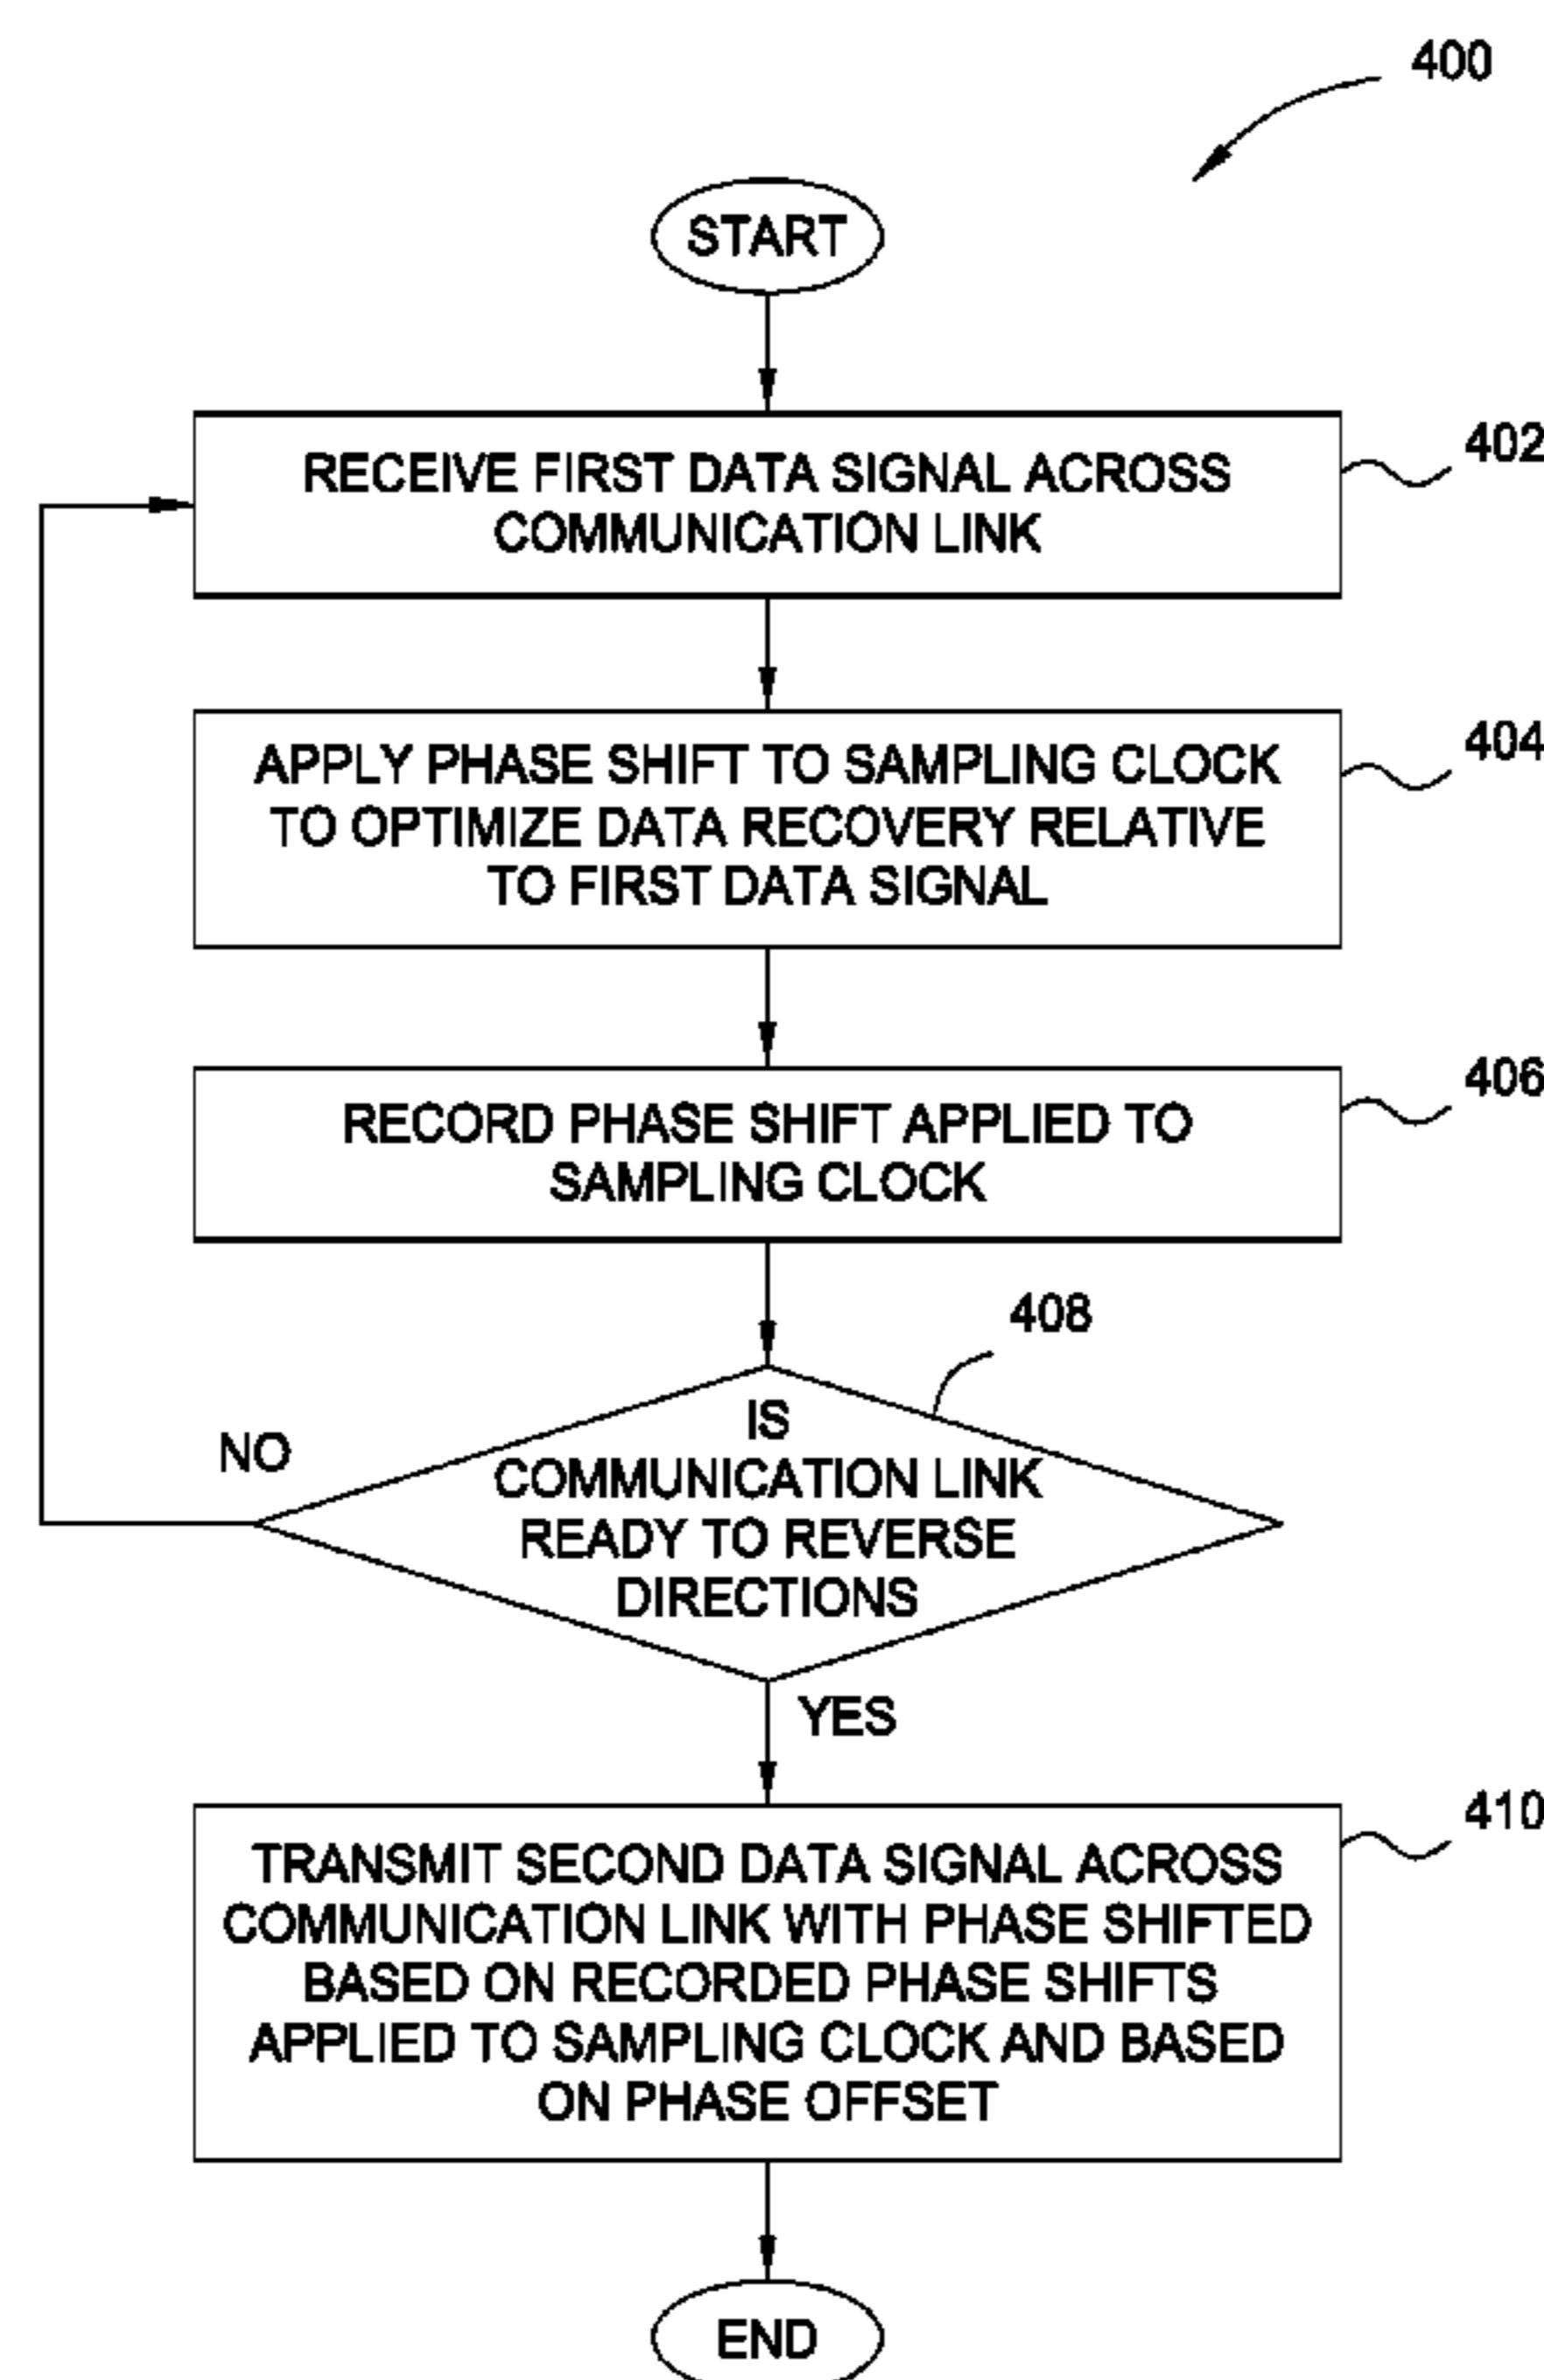 400
START
RECEIVE FIRST DATA SIGNAL ACROSS
COMMUNICATION LINK
402
APPLY PHASE SHIFT TO SAMPLING CLOCK
TO OPTIMIZE DATA RECOVERY RELATIVE
TO FIRST DATA SIGNAL
404
RECORD PHASE SHIFT APPLIED TO
SAMPLING CLOCK
406
408
IS
COMMUNICATION LINK
READY TO REVERSE
DIRECTIONS
NO
YES
TRANSMIT SECOND DATA SIGNAL ACROSS
COMMUNICATION LINK WITH PHASE SHIFTED
BASED ON RECORDED PHASE SHIFTS
APPLIED TO SAMPLING CLOCK AND BASED
ON PHASE OFFSET
410
END